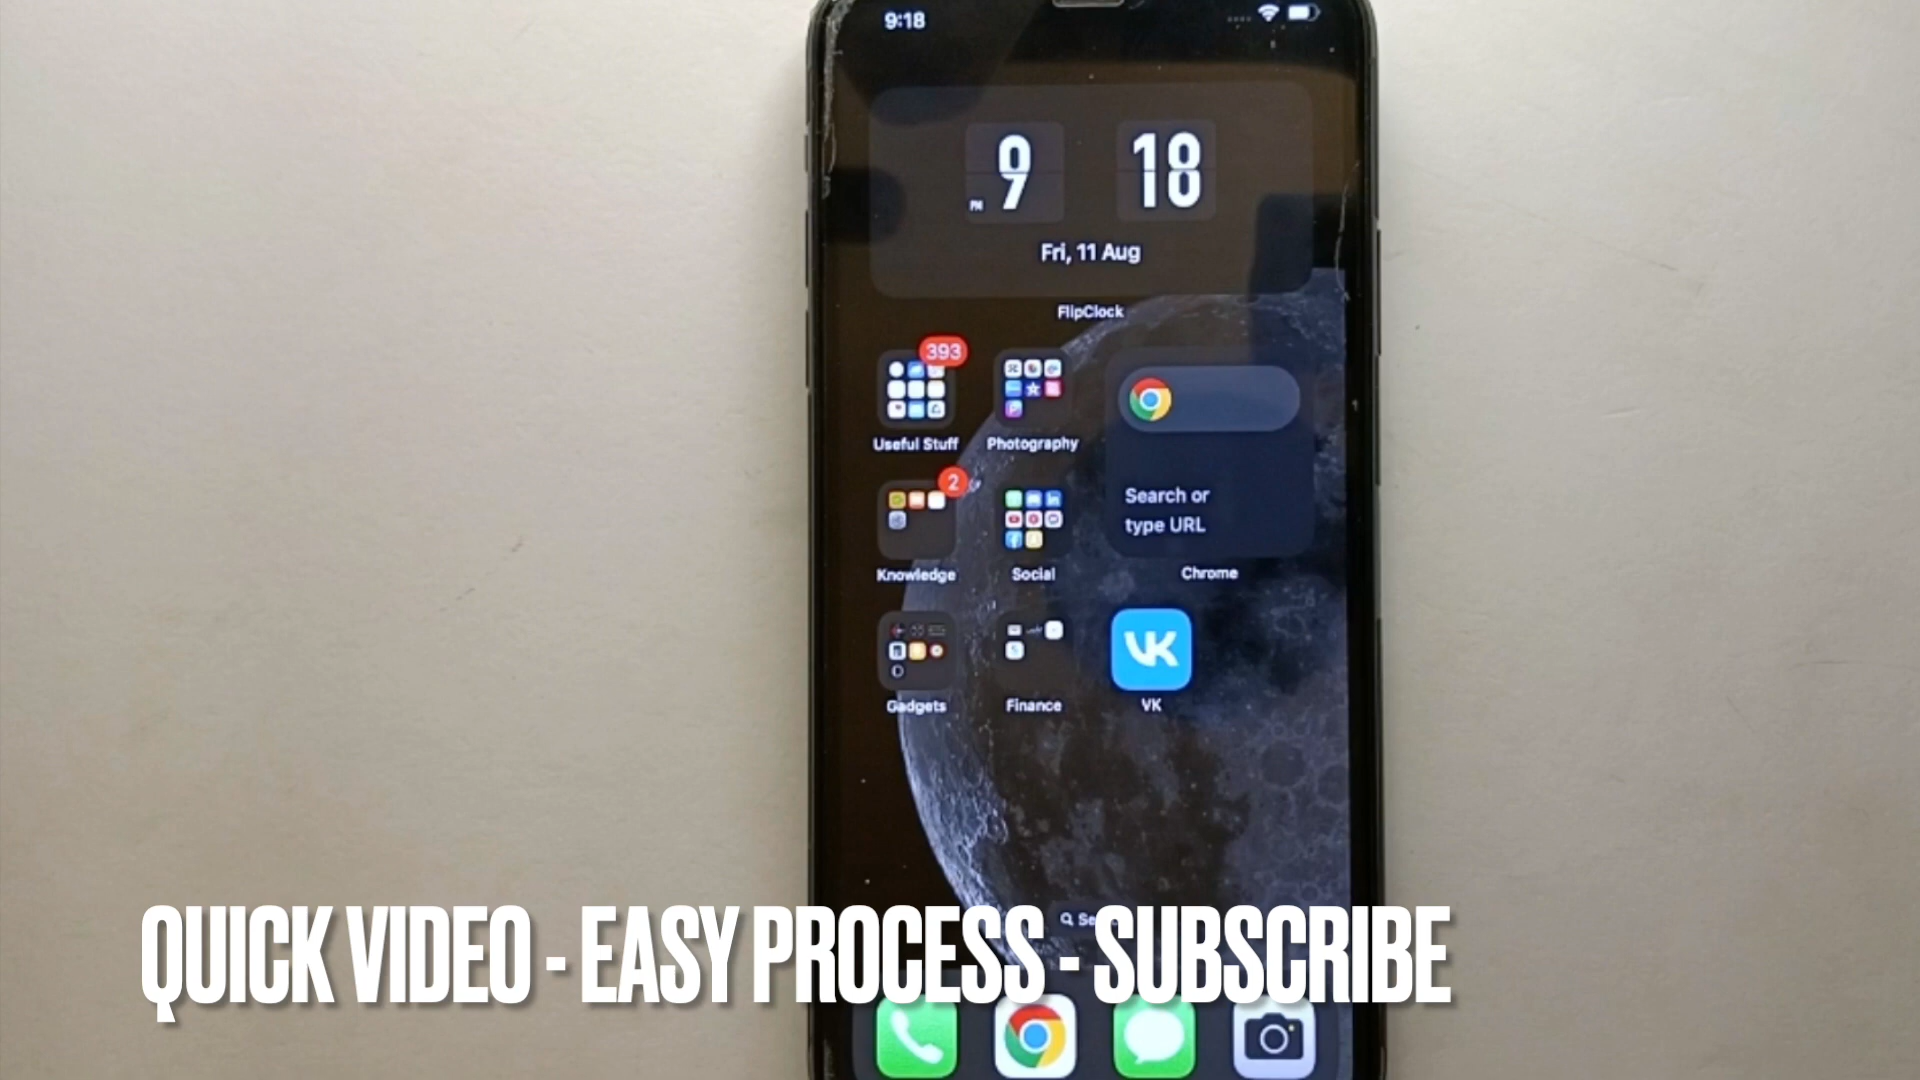 9:18
9
18
PM
Fri, 11 Aug
FlipClock
393
Useful Stuff
Photography
Search or
type URL
2
Knowledge
Social
Chrome
VK
Gadgets
Finance
VK
QUICK VIDEO - EASY PROCESS - SUBSCRIBE